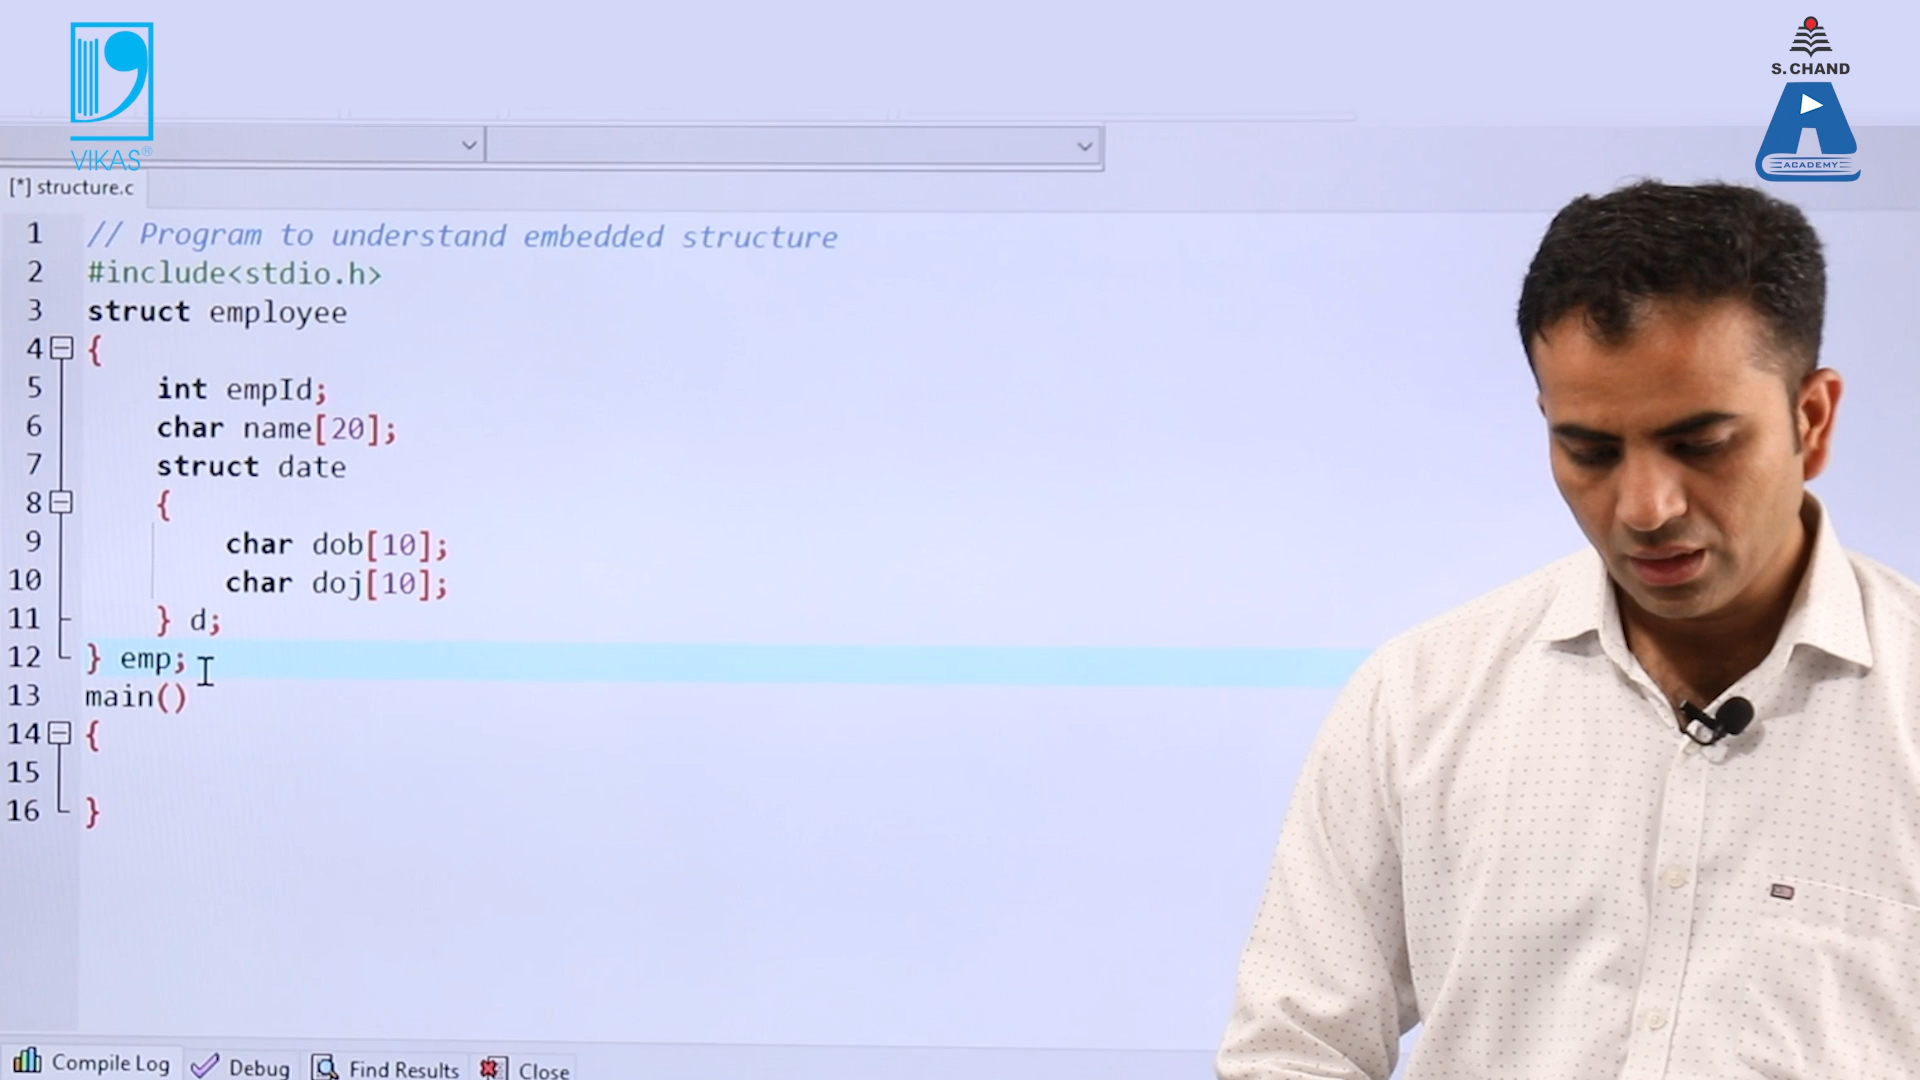 VIKAS®
S. CHAND
ACADEMY
[*] structure.c
1 // Program to understand embedded structure
2 #include<stdio.h>
3 struct employee
4 {
5 int empId;
6 char name[20];
7 struct date
8 {
9 char dob[10];
10 char doj[10];
11 } d;
12 } emp;
13 main()
14 {
15
16 }
Compile Log Debug Find Results Close